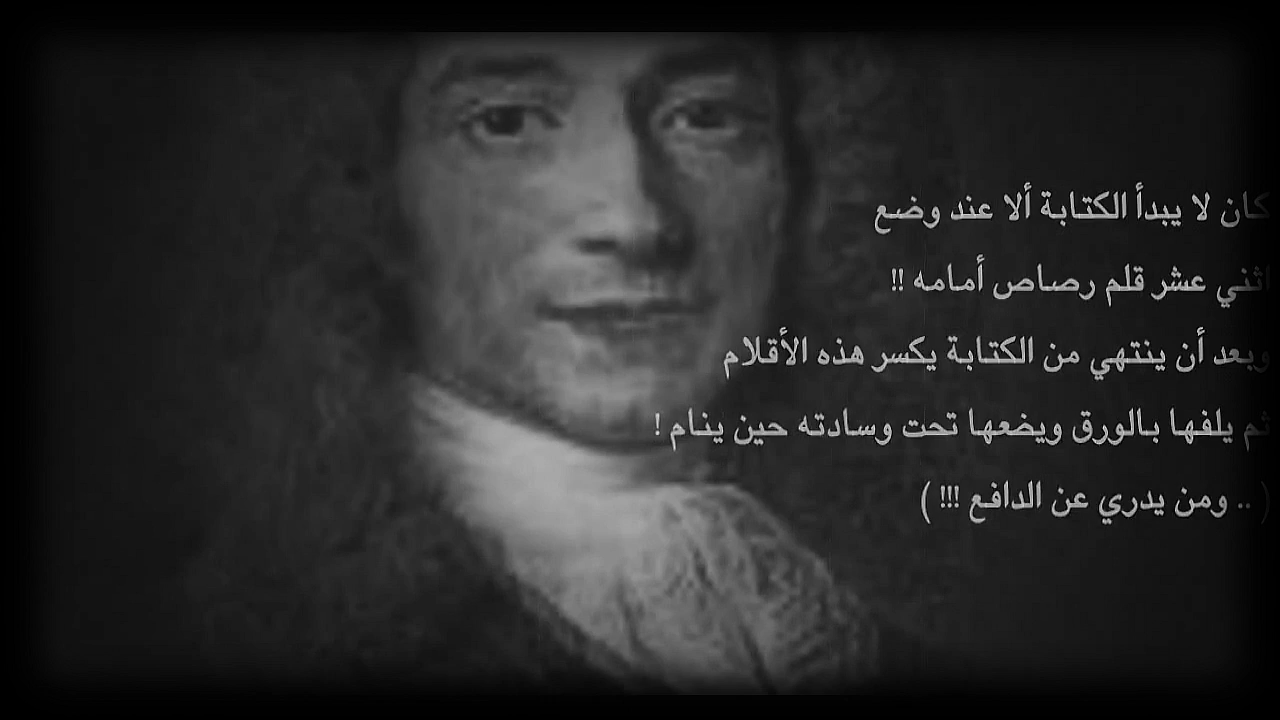 كان لا يبدأ الكتابة ألا عند وضع
اثني عشر قلم رصاص أمامه !!
وبعد أن ينتهي من الكتابة يكسر هذه الأقلام
ثم يلفها بالورق ويضعها تحت وسادته حين ينام !
( .. ومن يدري عن الدافع !!! )